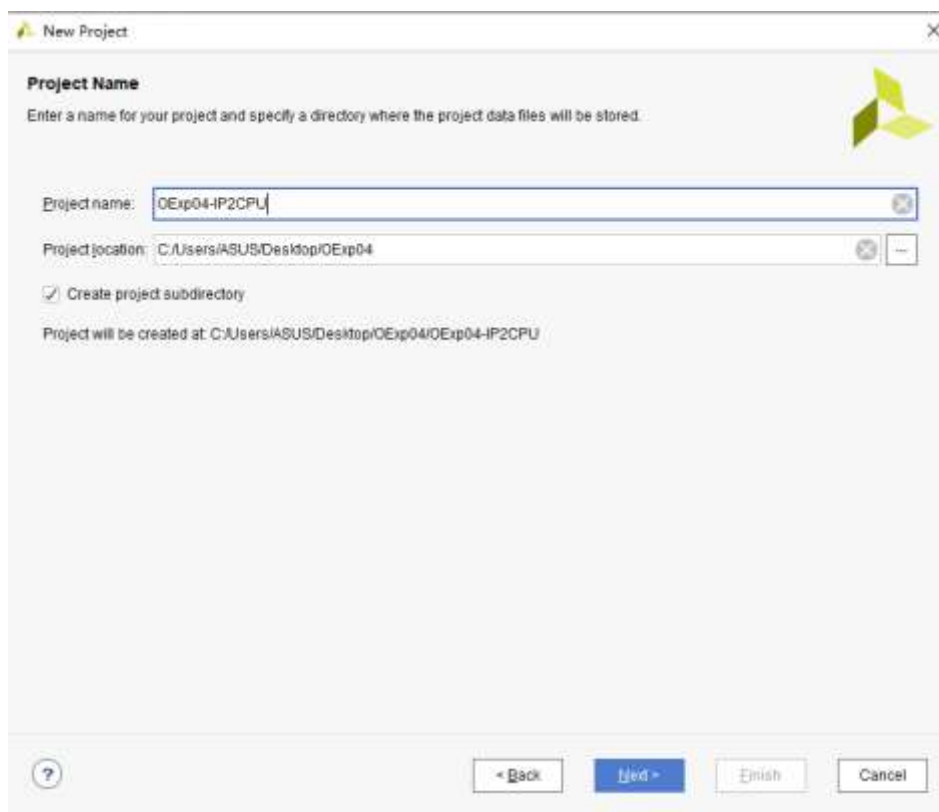 New Project
Project Name
Enter a name for your project and specify a directory where the project data files will be stored.
Project name: OExp04-IP2CPU
Project location: C:/Users/ASUS/Desktop/OExp04
...
Create project subdirectory
Project will be created at: C:/Users/ASUS/Desktop/OExp04/OExp04-IP2CPU
? < Back Next > Finish Cancel